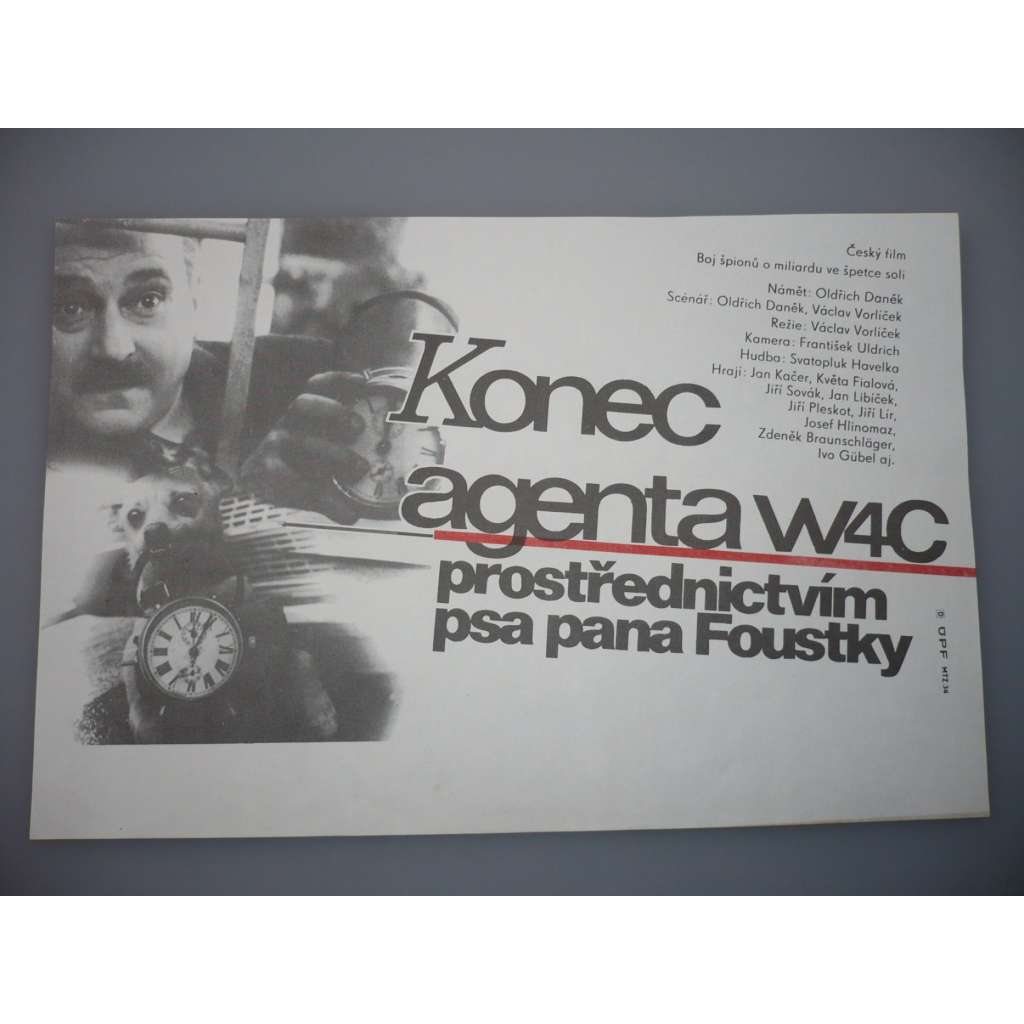 Český film
Boj špionů o miliardu ve špetce soli
Námět: Oldřich Daněk
Scénář: Oldřich Daněk, Václav Vorlíček
Režie: Václav Vorlíček
Kamera: František Uldrich
Hudba: Svatopluk Havelka
Hrají: Jan Kačer, Květa Fialová,
Jiří Sovák, Jan Libíček,
Jiří Pleskot, Jiří Lír,
Josef Hlinomaz,
Zdeněk Braunschläger,
Ivo Gübel aj.
Konec
agenta W4C
prostřednictvím
psa pana Foustky
ÚPF MTZ 34